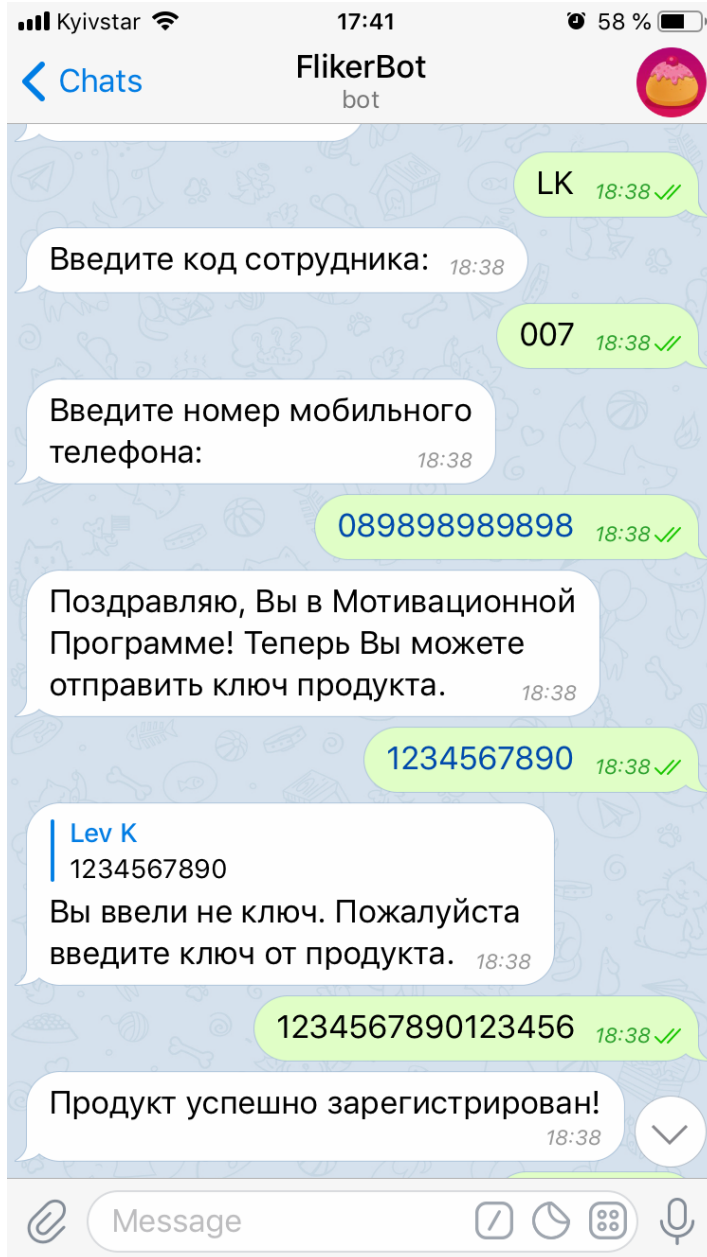 Kyivstar 17:41 58 %
Chats FlikerBot
bot
LK 18:38
Введите код сотрудника: 18:38
007 18:38
Введите номер мобильного
телефона: 18:38
089898989898 18:38
Поздравляю, Вы в Мотивационной
Программе! Теперь Вы можете
отправить ключ продукта. 18:38
1234567890 18:38
Lev K
1234567890
Вы ввели не ключ. Пожалуйста
введите ключ от продукта. 18:38
1234567890123456 18:38
Продукт успешно зарегистрирован!
18:38
Message